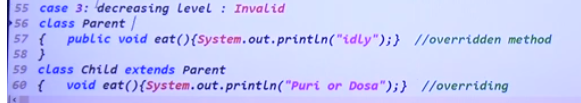 55 case 3: decreasing level : Invalid
56 class Parent
57 { public void eat(){System.out.println("idly");} //overridden method
58 }
59 class Child extends Parent
60 { void eat(){System.out.println("Puri or Dosa");} //overriding